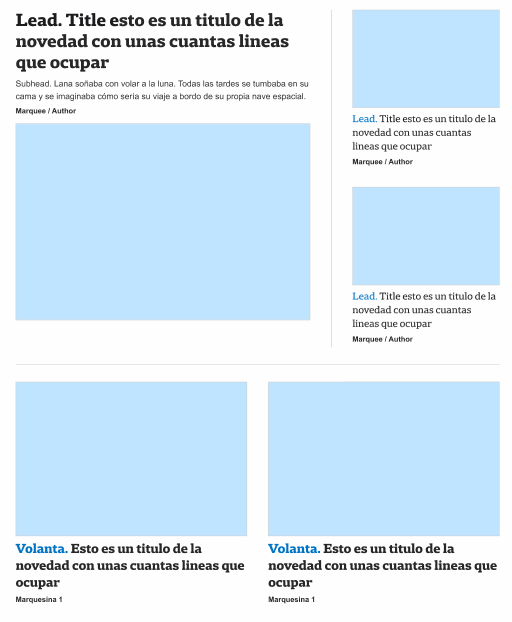 Lead. Title esto es un titulo de la
novedad con unas cuantas lineas
que ocupar
Subhead. Lana soñaba con volar a la luna. Todas las tardes se tumbaba en su
cama y se imaginaba cómo sería su viaje a bordo de su propia nave espacial.
Marquee / Author
Lead. Title esto es un titulo de la
novedad con unas cuantas
lineas que ocupar
Marquee / Author
Lead. Title esto es un titulo de la
novedad con unas cuantas
lineas que ocupar
Marquee / Author
Volanta. Esto es un titulo de la
novedad con unas cuantas lineas que
ocupar
Marquesina 1
Volanta. Esto es un titulo de la
novedad con unas cuantas lineas que
ocupar
Marquesina 1